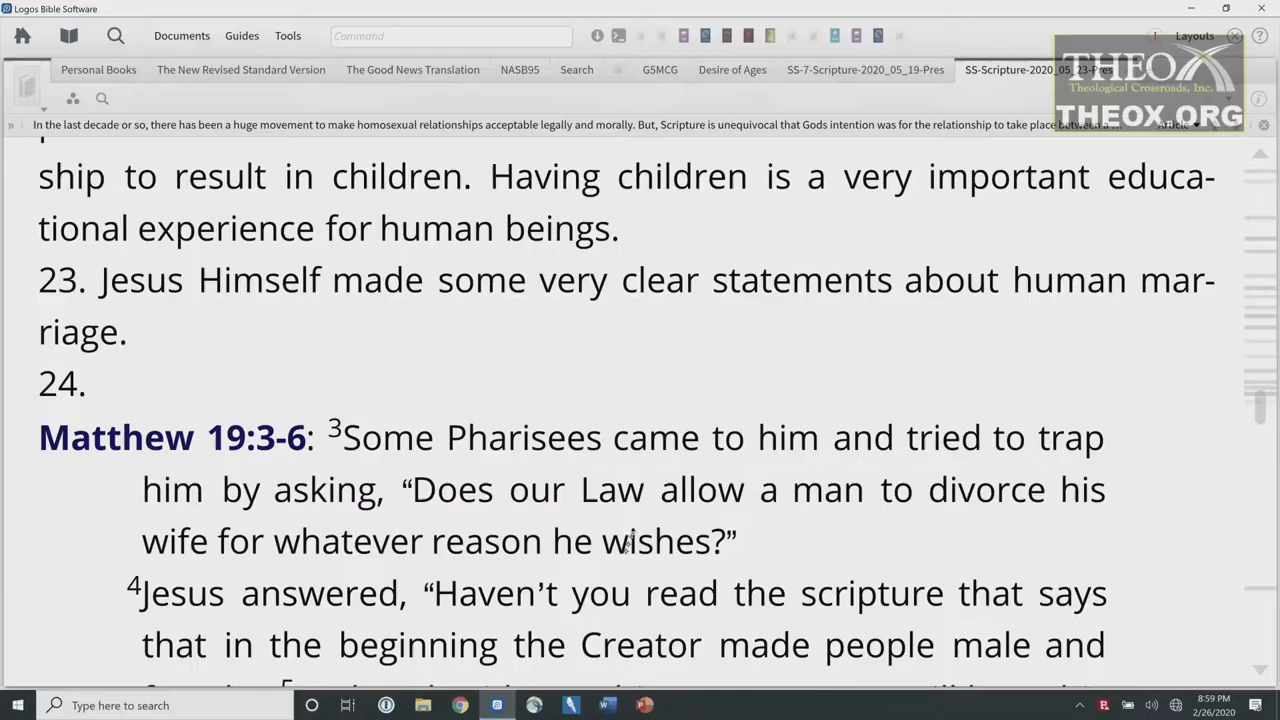 Logos Bible Software
Documents Guides Tools Command Layouts
THEOX
Theological Crossroads, Inc.
THEOX.ORG
Personal Books The New Revised Standard Version News Translation NASB95 Search G5MCG Desire of Ages SS-7-Scripture-2020_05_19-Pres SS-Scripture-2020_05_23-Pres
» In the last decade or so, there has been a huge movement to make homosexual relationships acceptable legally and morally. But, Scripture is unequivocal that Gods intention was for the relationship to take place between a ... Article
ship to result in children. Having children is a very important educa-
tional experience for human beings.
23. Jesus Himself made some very clear statements about human mar-
riage.
24.
Matthew 19:3-6: 3Some Pharisees came to him and tried to trap
him by asking, “Does our Law allow a man to divorce his
wife for whatever reason he wishes?”
4Jesus answered, “Haven’t you read the scripture that says
that in the beginning the Creator made people male and
5
Type here to search
8:59 PM
2/26/2020